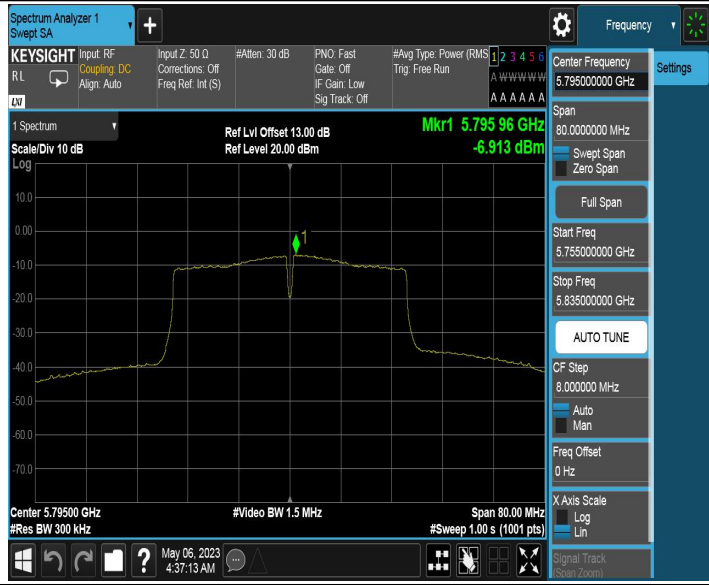 Spectrum Analyzer 1
Swept SA
+
Frequency
KEYSIGHT
RL
LXI
Input: RF
Coupling: DC
Align: Auto
Input Z: 50 Ω
Corrections: Off
Freq Ref: Int (S)
#Atten: 30 dB
PNO: Fast
Gate: Off
IF Gain: Low
Sig Track: Off
#Avg Type: Power (RMS
Trig: Free Run
1 2 3 4 5 6
A W W W W W
A A A A A A
Center Frequency
5.795000000 GHz
Settings
Span
80.0000000 MHz
Swept Span
Zero Span
Full Span
Start Freq
5.755000000 GHz
Stop Freq
5.835000000 GHz
AUTO TUNE
CF Step
8.000000 MHz
Auto
Man
Freq Offset
0 Hz
X Axis Scale
Log
Lin
Signal Track
(Span Zoom)
1 Spectrum
Scale/Div 10 dB
Log
Ref Lvl Offset 13.00 dB
Ref Level 20.00 dBm
Mkr1 5.795 96 GHz
-6.913 dBm
10.0
0.00
1
-10.0
-20.0
-30.0
-40.0
-50.0
-60.0
-70.0
Center 5.79500 GHz
#Res BW 300 kHz
#Video BW 1.5 MHz
Span 80.00 MHz
#Sweep 1.00 s (1001 pts)
?
May 06, 2023
4:37:13 AM